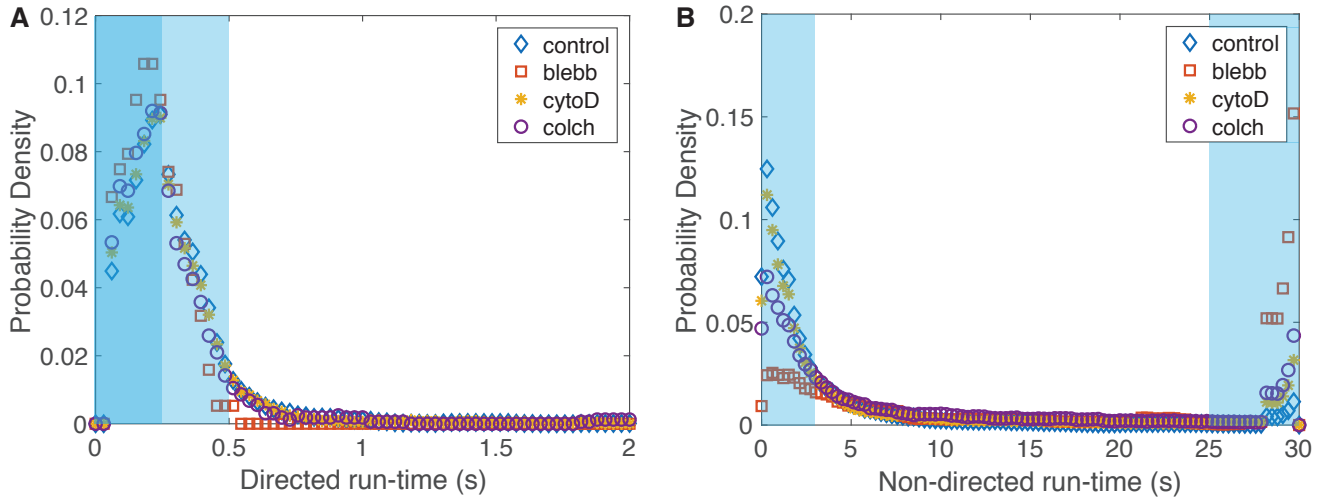 A
Probability Density
0.12
0.1
0.08
0.06
0.04
0.02
0
control
blebb
cytoD
colch
0
0.5
1
1.5
2
Directed run-time (s)
B
Probability Density
0.2
0.15
0.1
0.05
0
control
blebb
cytoD
colch
0
5
10
15
20
25
30
Non-directed run-time (s)